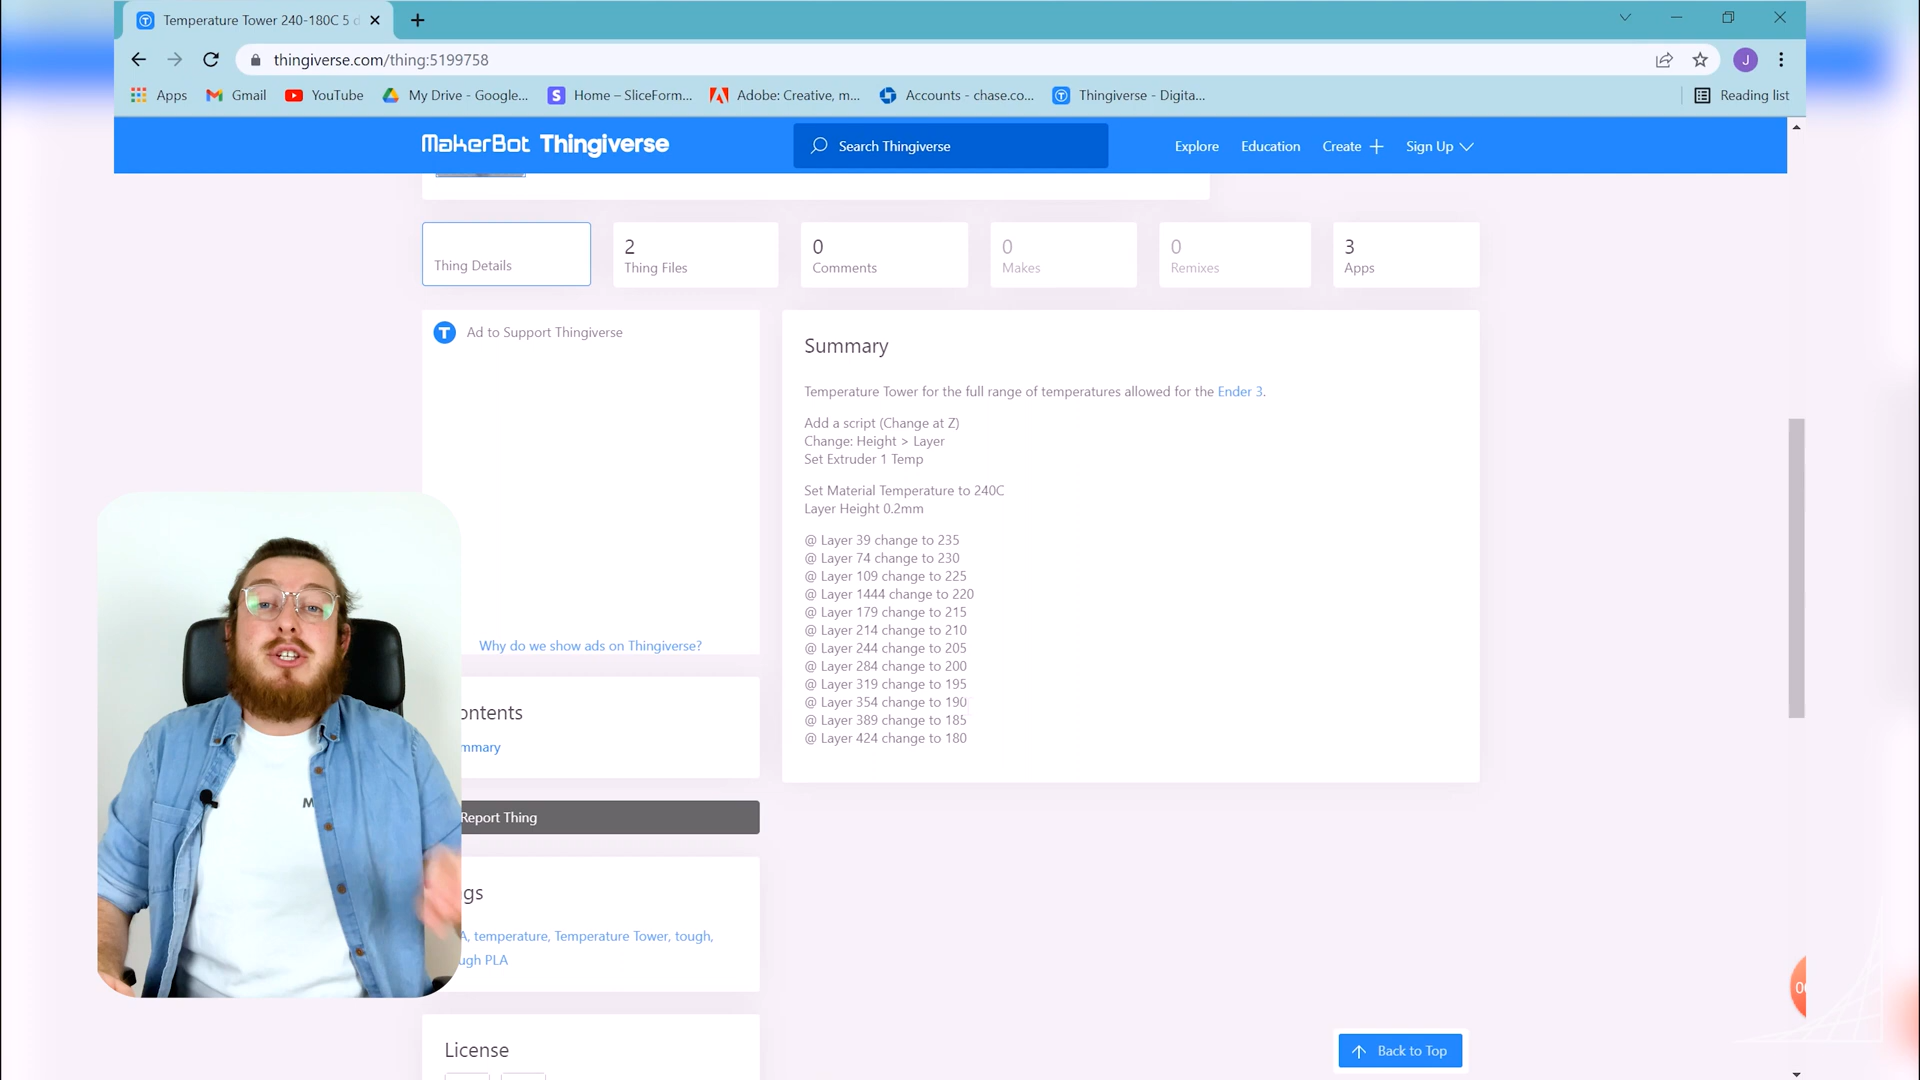 Temperature Tower 240-180C 5 d
thingiverse.com/thing:5199758
J
Apps
Gmail
YouTube
My Drive - Google...
S
Home – SliceForm...
Adobe: Creative, m...
Accounts - chase.co...
Thingiverse - Digita...
Reading list
MakerBot Thingiverse
Search Thingiverse
Explore
Education
Create
Sign Up
Thing Details
2
Thing Files
0
Comments
0
Makes
0
Remixes
3
Apps
T
Ad to Support Thingiverse
Why do we show ads on Thingiverse?
Summary
Temperature Tower for the full range of temperatures allowed for the Ender 3.
Add a script (Change at Z)
Change: Height > Layer
Set Extruder 1 Temp
Set Material Temperature to 240C
Layer Height 0.2mm
@ Layer 39 change to 235
@ Layer 74 change to 230
@ Layer 109 change to 225
@ Layer 1444 change to 220
@ Layer 179 change to 215
@ Layer 214 change to 210
@ Layer 244 change to 205
@ Layer 284 change to 200
@ Layer 319 change to 195
@ Layer 354 change to 190
@ Layer 389 change to 185
@ Layer 424 change to 180
ontents
mmary
Report Thing
gs
A, temperature, Temperature Tower, tough,
ugh PLA
License
Back to Top
M